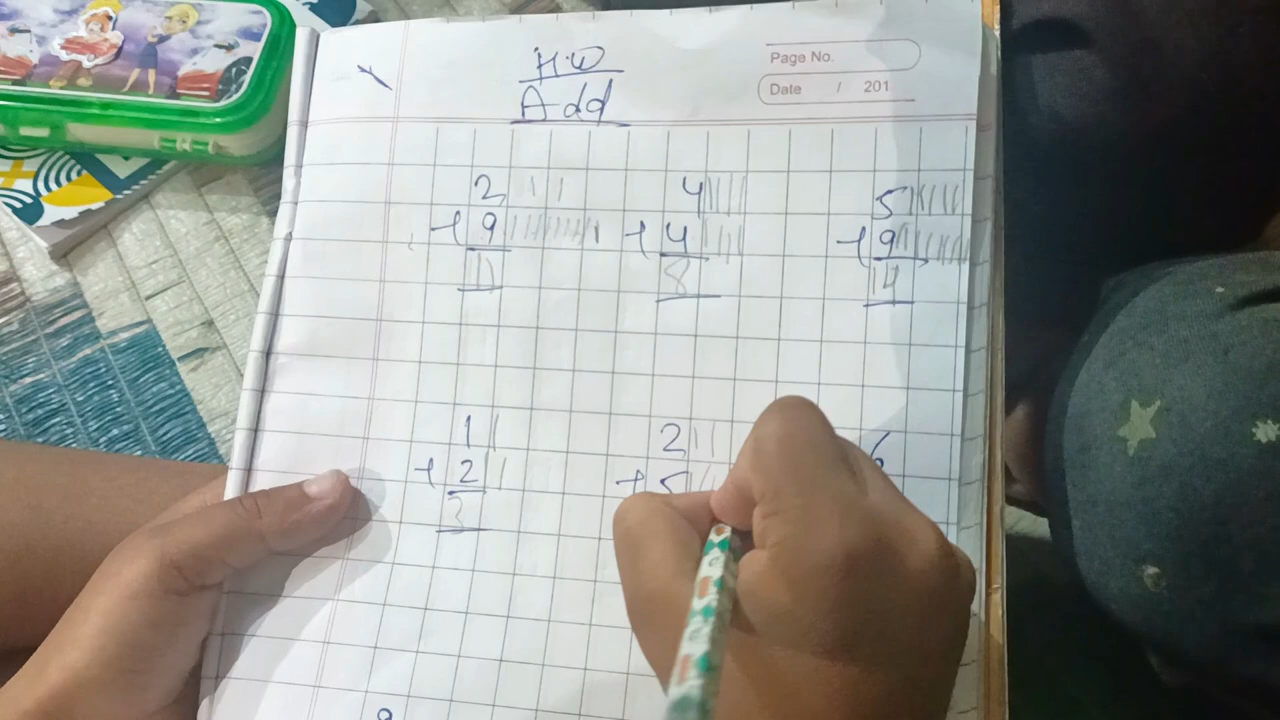 H.W
Page No.
Add
Date / 201
2 4 5
+ 9 + 4 + 9
11 8 14
1 2 6
+ 2 + 5
3